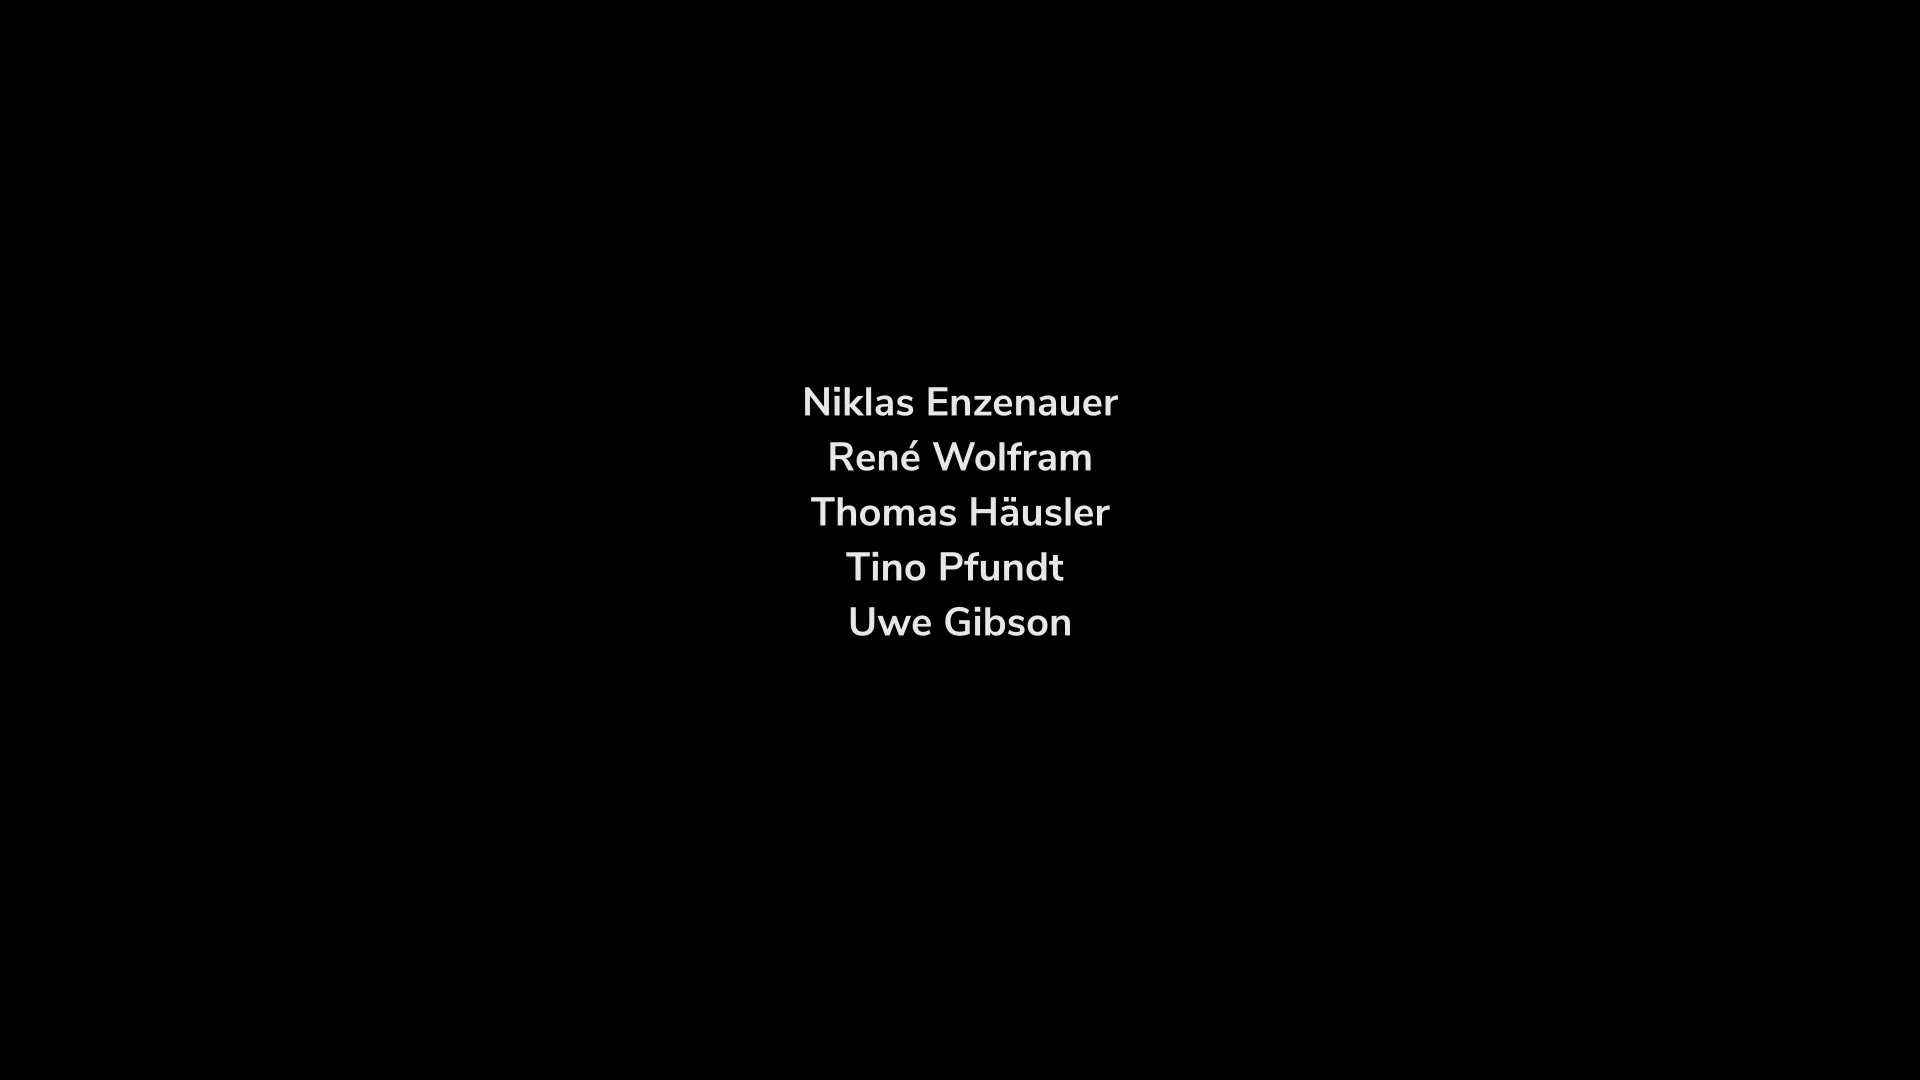 Niklas Enzenauer
René Wolfram
Thomas Häusler
Tino Pfundt
Uwe Gibson